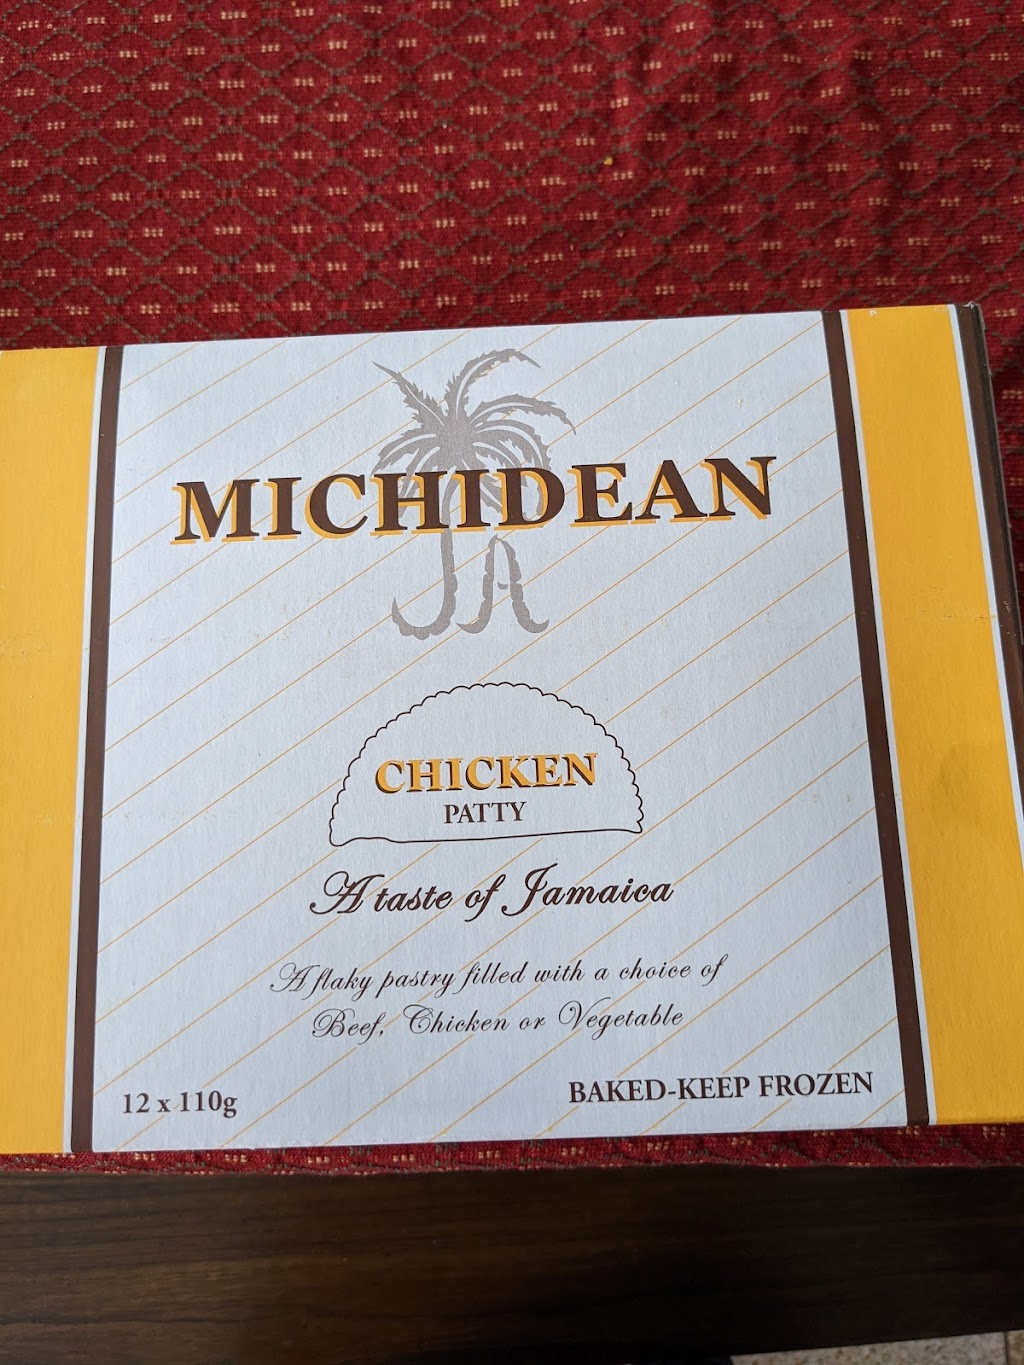 MICHIDEAN
JA
CHICKEN
PATTY
A taste of Jamaica
A flaky pastry filled with a choice of
Beef, Chicken or Vegetable
12 x 110g
BAKED-KEEP FROZEN